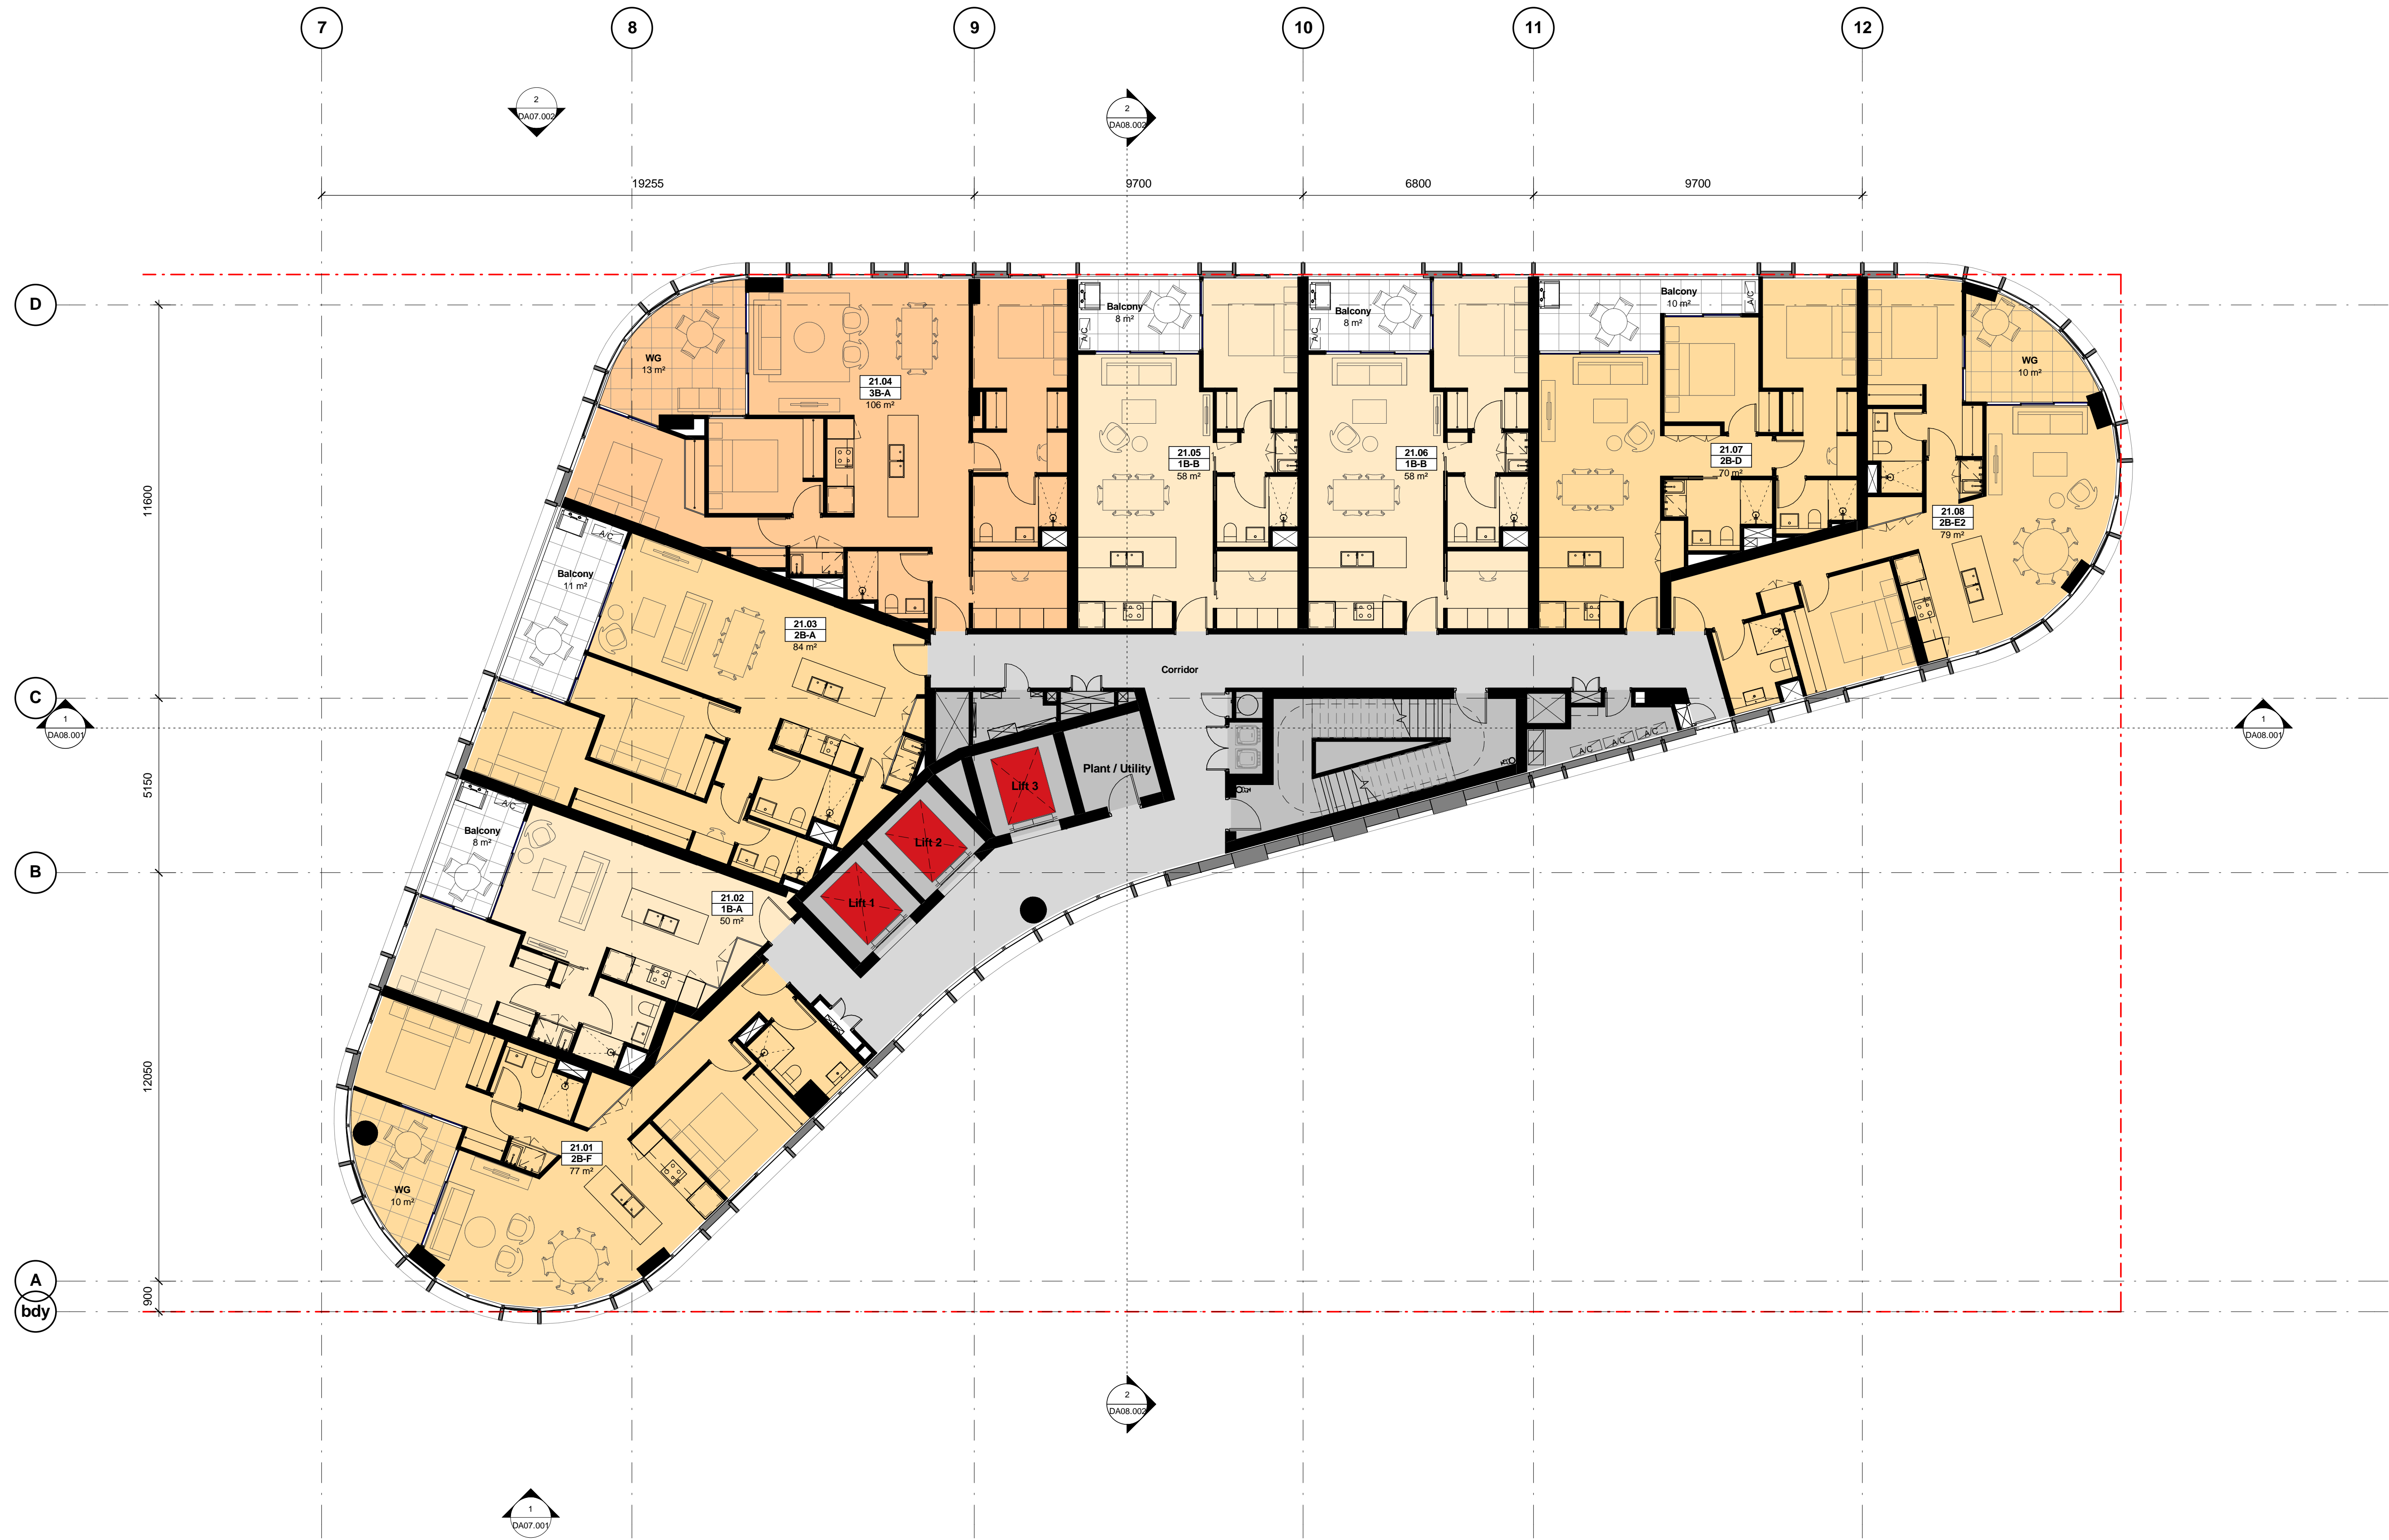 7
8
9
10
11
12
2
DA07.002
2
DA08.002
19255
9700
6800
9700
D
C
B
A
bdy
11600
5150
12050
900
WG
13 m²
21.04
3B-A
106 m²
Balcony
8 m²
A/C
21.05
1B-B
58 m²
Balcony
8 m²
A/C
21.06
1B-B
58 m²
Balcony
10 m²
A/C
21.07
2B-D
70 m²
WG
10 m²
21.08
2B-E2
79 m²
A/C
Balcony
11 m²
21.03
2B-A
84 m²
Corridor
1
DA08.001
1
DA08.001
A/C
A/C
A/C
Plant / Utility
Lift 3
Lift 2
Lift 1
A/C
Balcony
8 m²
21.02
1B-A
50 m²
21.01
2B-F
77 m²
WG
10 m²
2
DA08.002
1
DA07.001